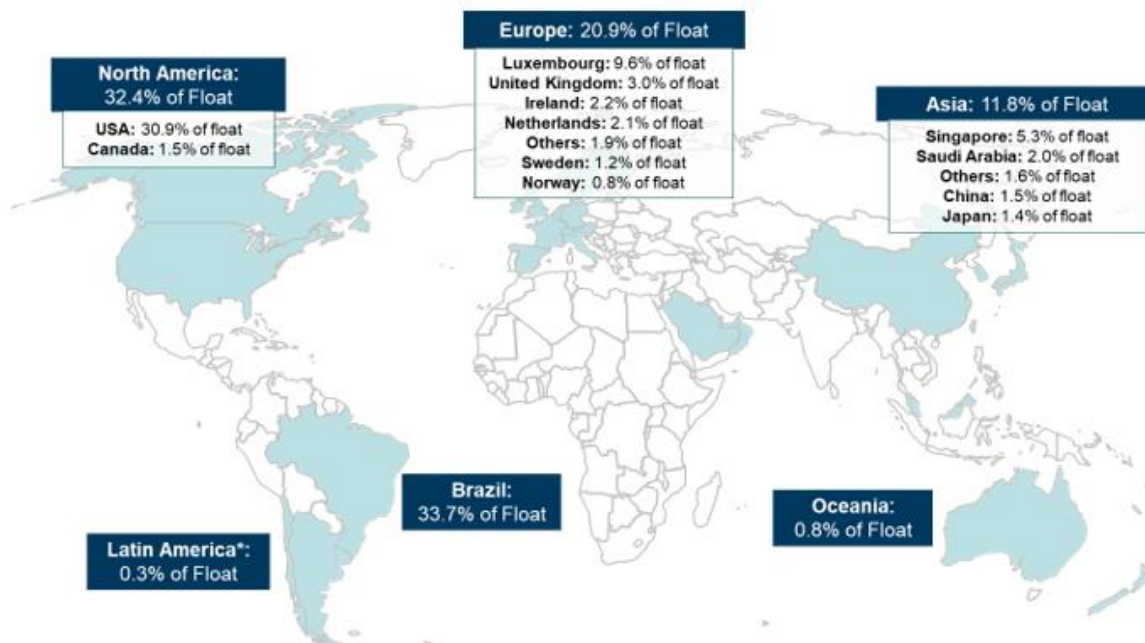 North America:
32.4% of Float
USA: 30.9% of float
Canada: 1.5% of float
Europe: 20.9% of Float
Luxembourg: 9.6% of float
United Kingdom: 3.0% of float
Ireland: 2.2% of float
Netherlands: 2.1% of float
Others: 1.9% of float
Sweden: 1.2% of float
Norway: 0.8% of float
Asia: 11.8% of Float
Singapore: 5.3% of float
Saudi Arabia: 2.0% of float
Others: 1.6% of float
China: 1.5% of float
Japan: 1.4% of float
Brazil:
33.7% of Float
Oceania:
0.8% of Float
Latin America*:
0.3% of Float